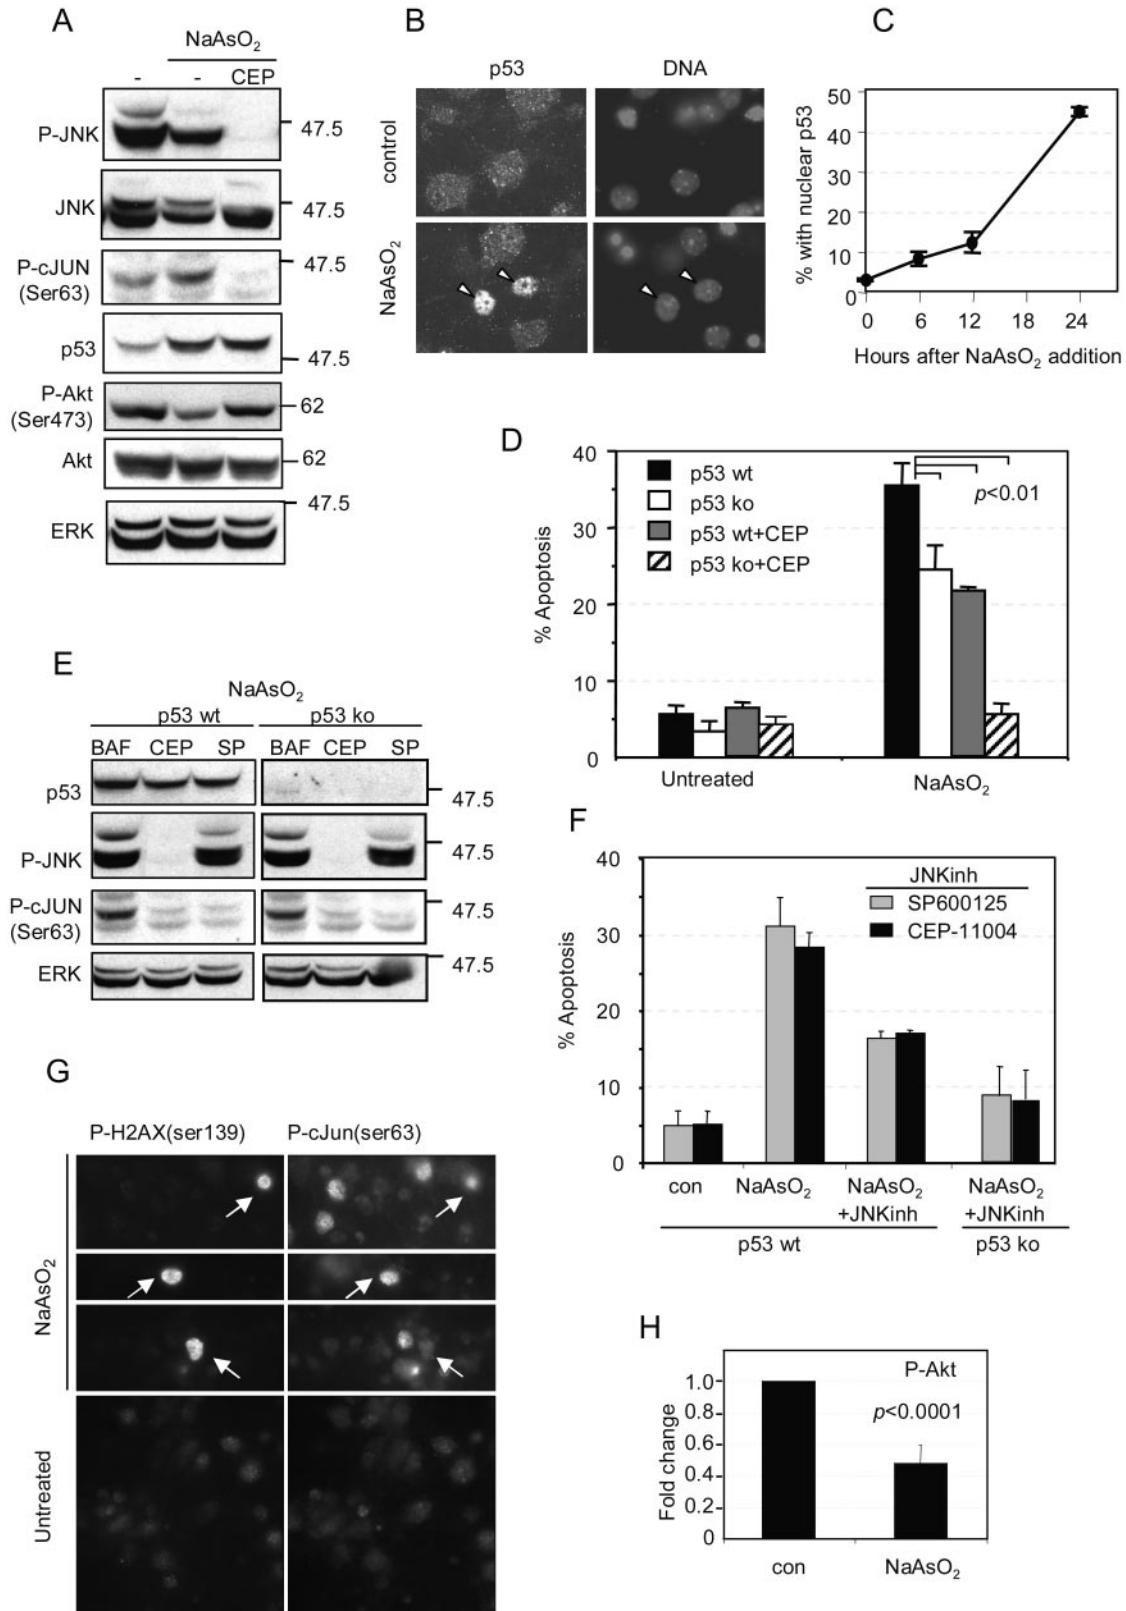 A
NaAsO2
- - CEP
P-JNK
47.5
JNK
47.5
P-cJUN
(Ser63)
47.5
p53
47.5
P-Akt
(Ser473)
62
Akt
62
ERK
47.5
B
p53 DNA
control
NaAsO2
C
% with nuclear p53
50
40
30
20
10
0
0 6 12 18 24
Hours after NaAsO2 addition
D
% Apoptosis
40
30
20
10
0
p53 wt
p53 ko
p53 wt+CEP
p53 ko+CEP
p<0.01
Untreated NaAsO2
E
NaAsO2
p53 wt p53 ko
BAF CEP SP BAF CEP SP
p53
47.5
P-JNK
47.5
P-cJUN
(Ser63)
47.5
ERK
47.5
F
% Apoptosis
40
30
20
10
0
JNKinh
SP600125
CEP-11004
con NaAsO2 NaAsO2 NaAsO2
+JNKinh +JNKinh
p53 wt p53 ko
G
P-H2AX(ser139) P-cJun(ser63)
NaAsO2
Untreated
H
Fold change
1.0
0.8
0.6
0.4
0.2
0
P-Akt
p<0.0001
con NaAsO2